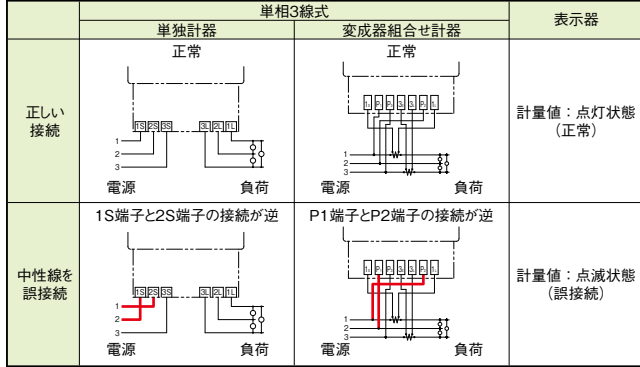 単相3線式
表示器
単独計器
変成器組合せ計器
正しい
接続
正常
1S 2S 3S 3L 2L 1L
1
2
3
電源
負荷
正常
1
2
3
電源
負荷
計量値：点灯状態
(正常)
中性線を
誤接続
1S端子と2S端子の接続が逆
1S 2S 3S 3L 2L 1L
1
2
3
電源
負荷
P1端子とP2端子の接続が逆
1
2
3
電源
負荷
計量値：点滅状態
(誤接続)